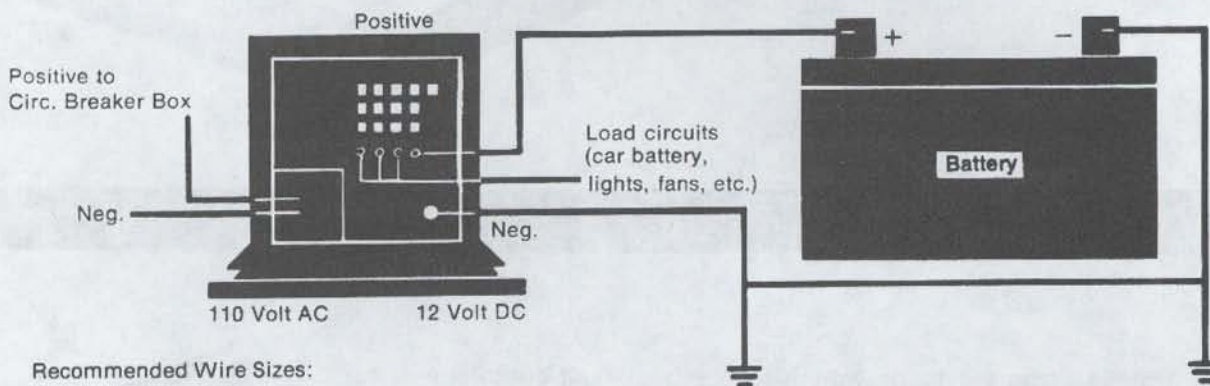 Positive
Positive to
Circ. Breaker Box
+
−
Load circuits
(car battery,
lights, fans, etc.)
Battery
Neg.
Neg.
110 Volt AC
12 Volt DC
Recommended Wire Sizes: